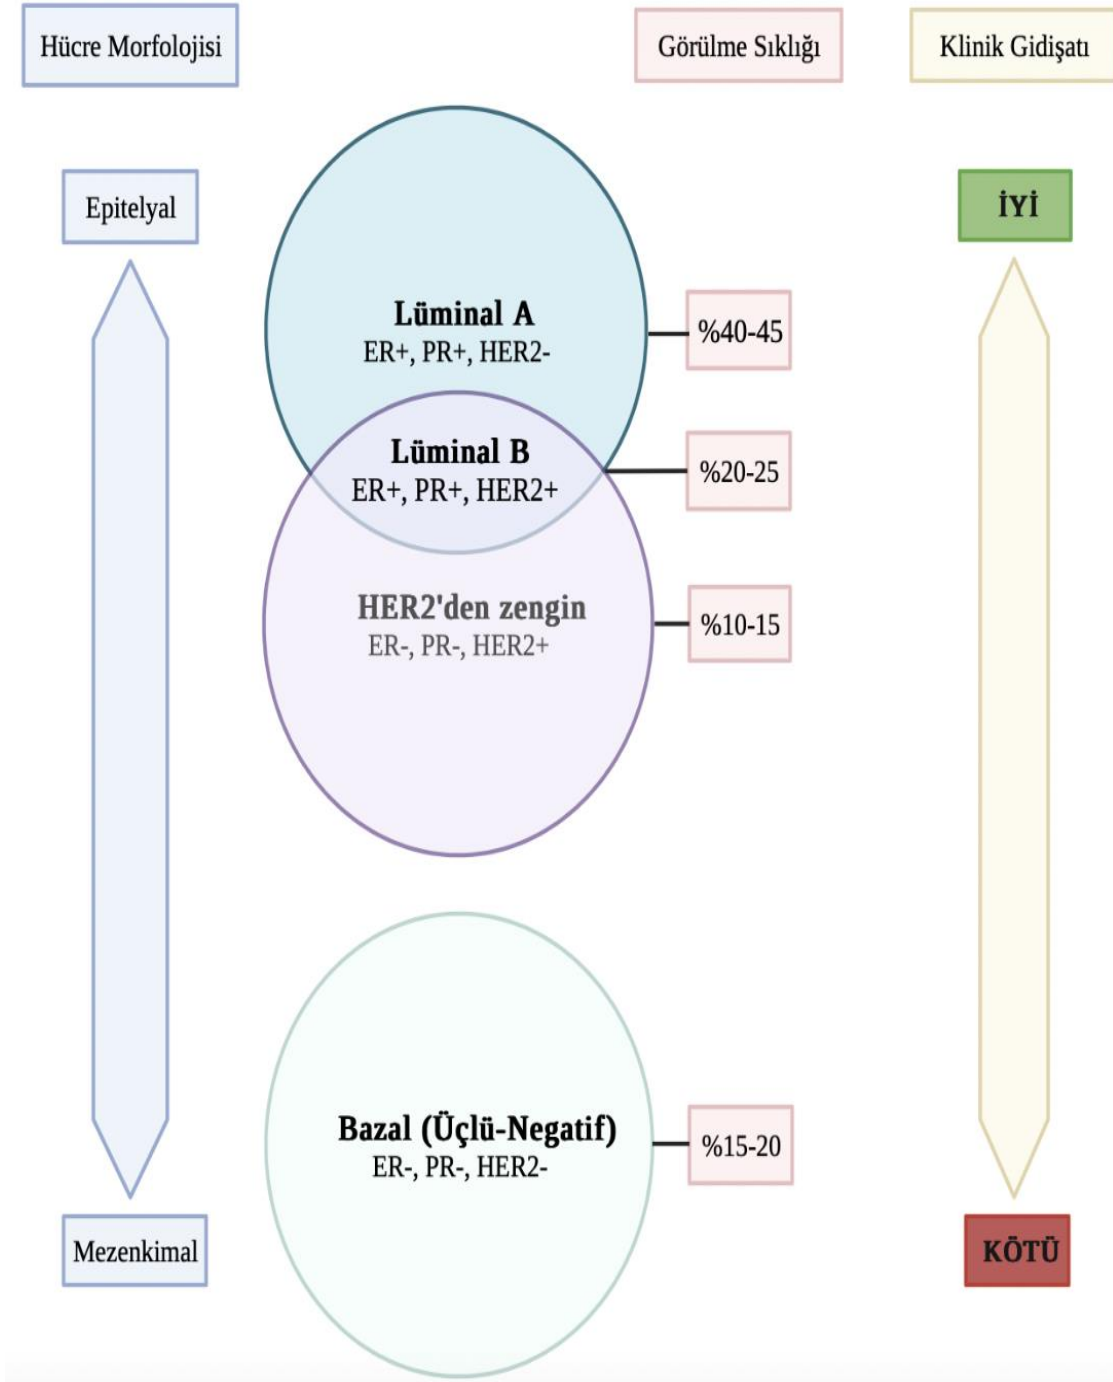 Hücre Morfolojisi
Görülme Sıklığı
Klinik Gidişatı
Epitelyal
İYİ
Lüminal A
ER+, PR+, HER2-
%40-45
Lüminal B
ER+, PR+, HER2+
%20-25
HER2'den zengin
ER-, PR-, HER2+
%10-15
Bazal (Üçlü-Negatif)
ER-, PR-, HER2-
%15-20
Mezenkimal
KÖTÜ